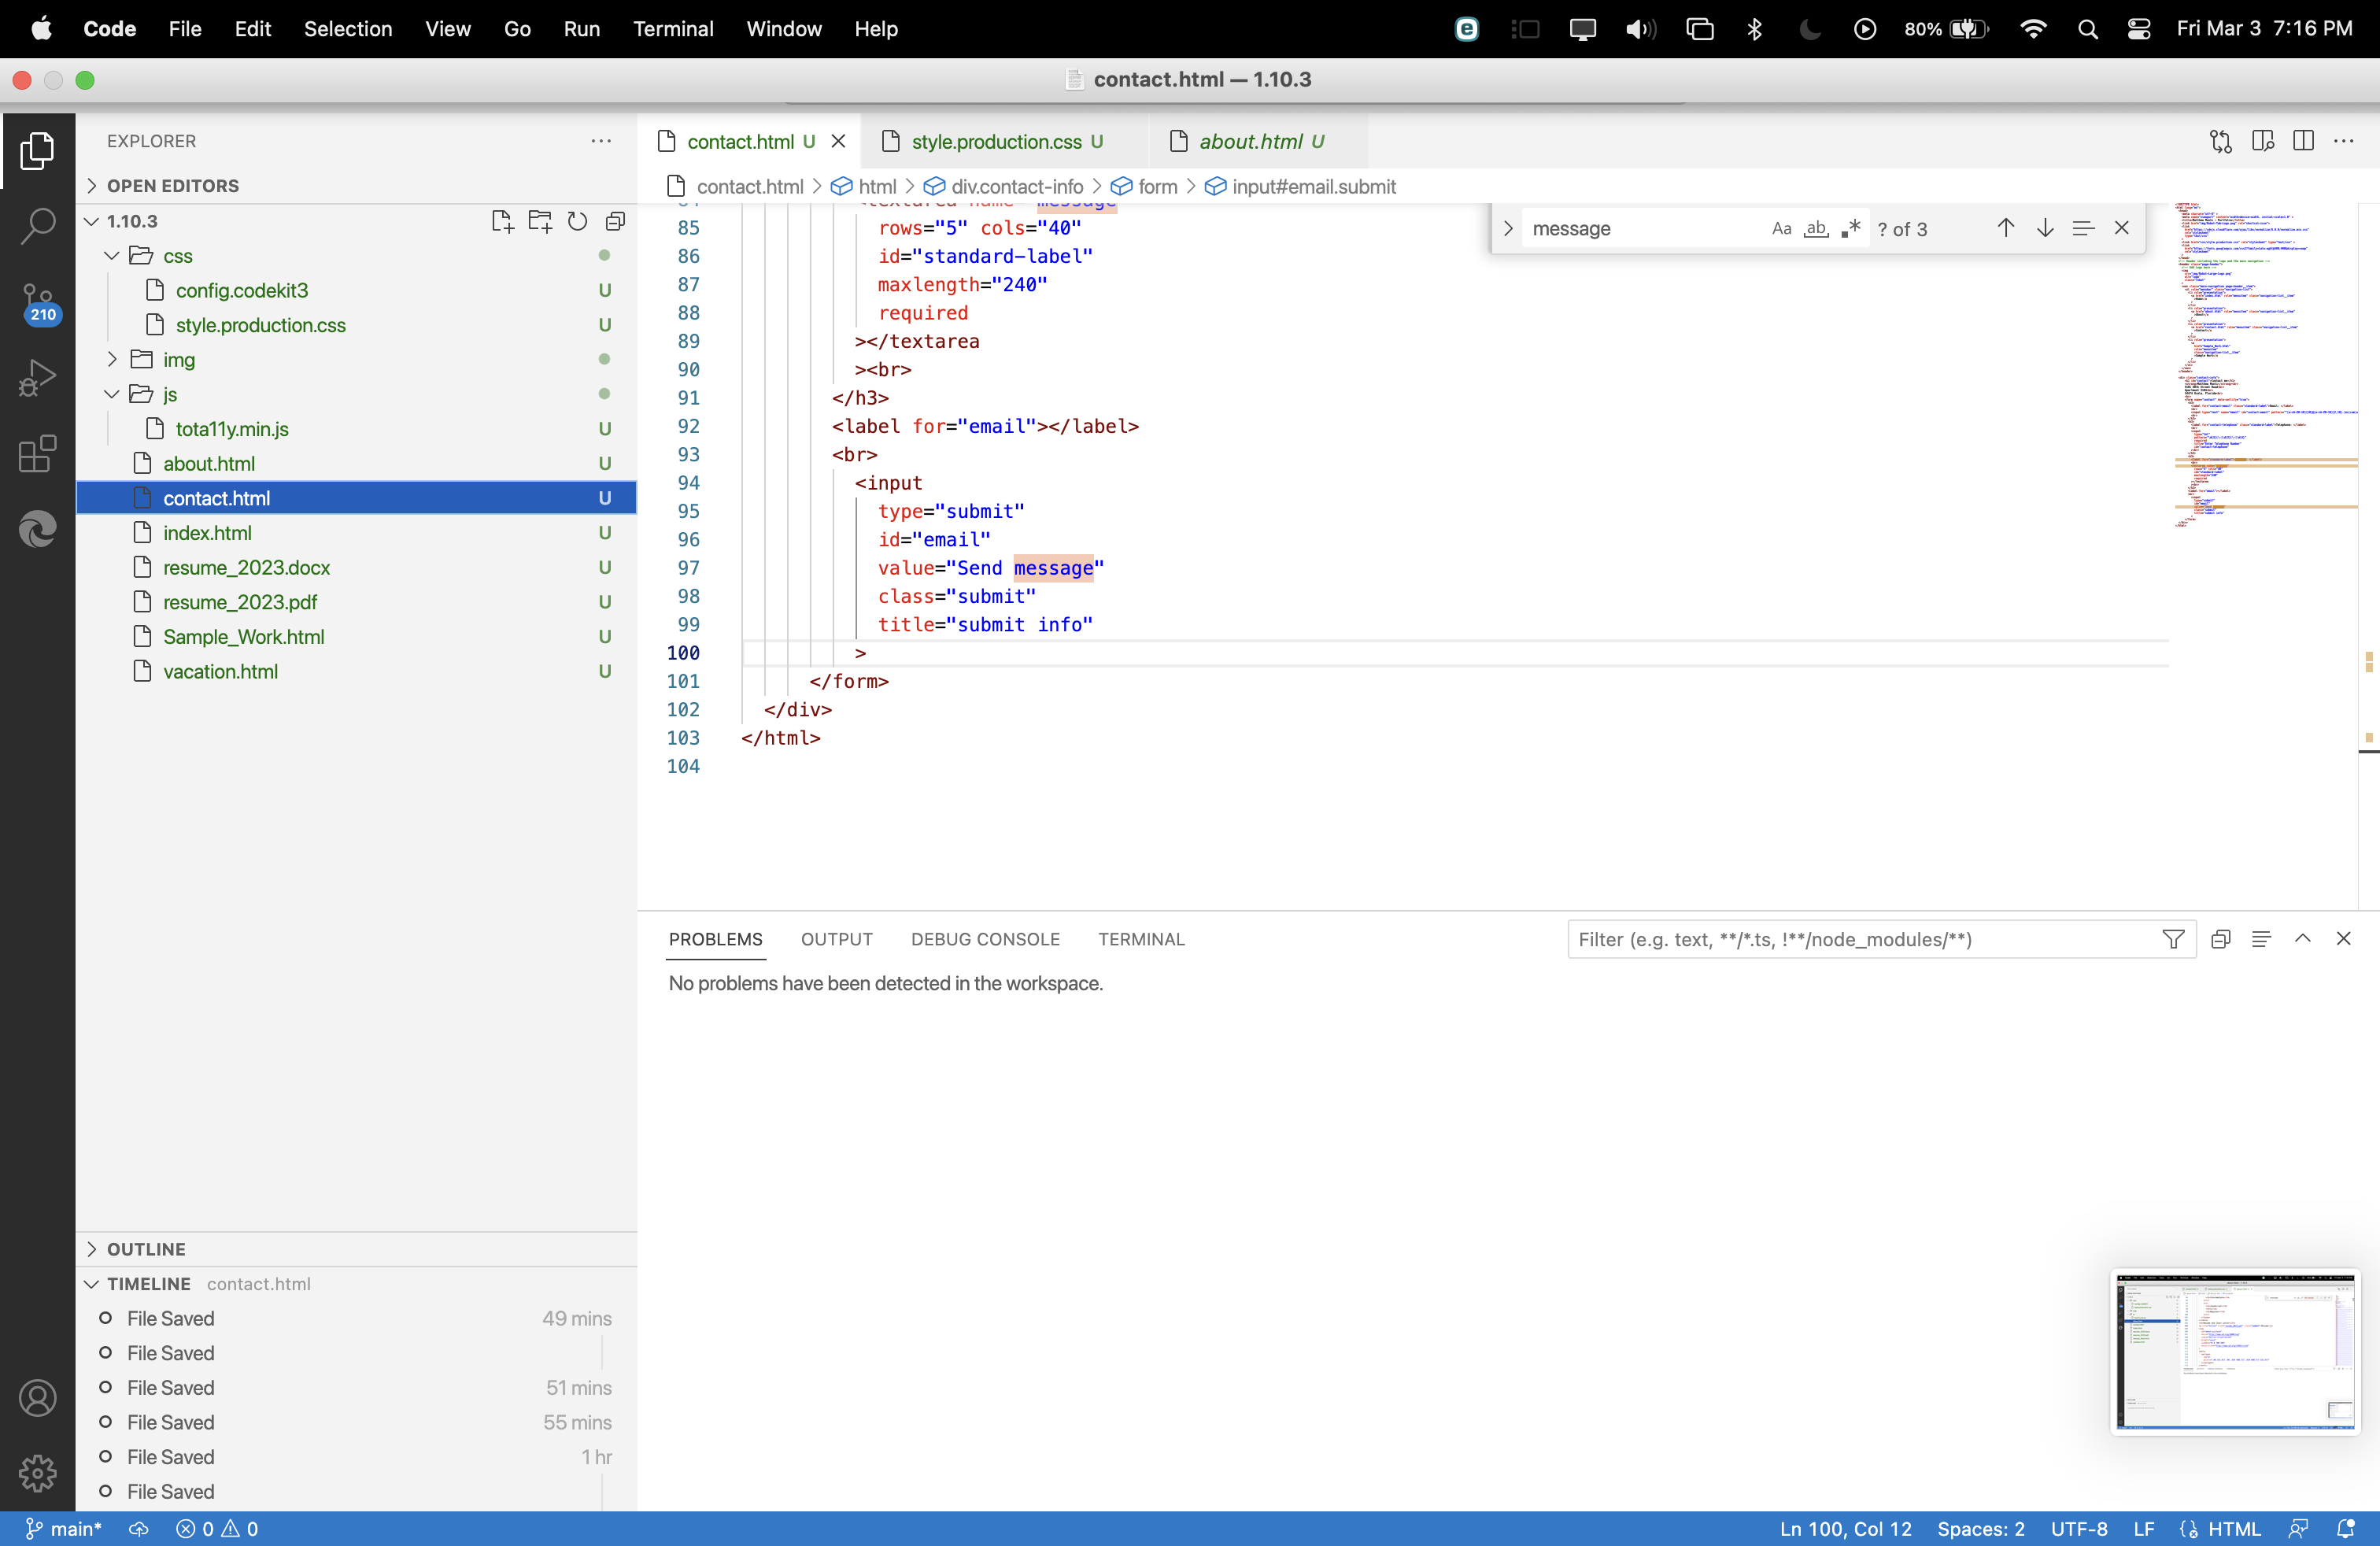 Code File Edit Selection View Go Run Terminal Window Help 80% Fri Mar 3 7:16 PM
contact.html — 1.10.3
EXPLORER
OPEN EDITORS
1.10.3
css
config.codekit3 U
style.production.css U
img
js
tota11y.min.js U
about.html U
contact.html U
index.html U
resume_2023.docx U
resume_2023.pdf U
Sample_Work.html U
vacation.html U
OUTLINE
TIMELINE contact.html
File Saved 49 mins
File Saved
File Saved 51 mins
File Saved 55 mins
File Saved 1 hr
File Saved
210
contact.html U style.production.css U about.html U
contact.html > html > div.contact-info > form > input#email.submit
message Aa ab .* ? of 3
85 rows="5" cols="40"
86 id="standard-label"
87 maxlength="240"
88 required
89 ></textarea
90 ><br>
91 </h3>
92 <label for="email"></label>
93 <br>
94 <input
95 type="submit"
96 id="email"
97 value="Send message"
98 class="submit"
99 title="submit info"
100 >
101 </form>
102 </div>
103 </html>
104
PROBLEMS OUTPUT DEBUG CONSOLE TERMINAL Filter (e.g. text, **/*.ts, !**/node_modules/**)
No problems have been detected in the workspace.
main* 0 0 Ln 100, Col 12 Spaces: 2 UTF-8 LF HTML